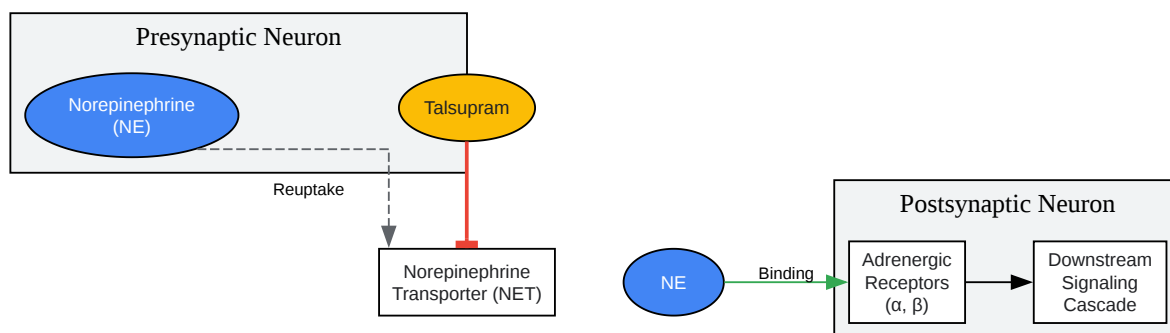 Presynaptic Neuron
Norepinephrine
(NE)
Talsupram
Reuptake
Norepinephrine
Transporter (NET)
Postsynaptic Neuron
NE
Binding
Adrenergic
Receptors
(α, β)
Downstream
Signaling
Cascade